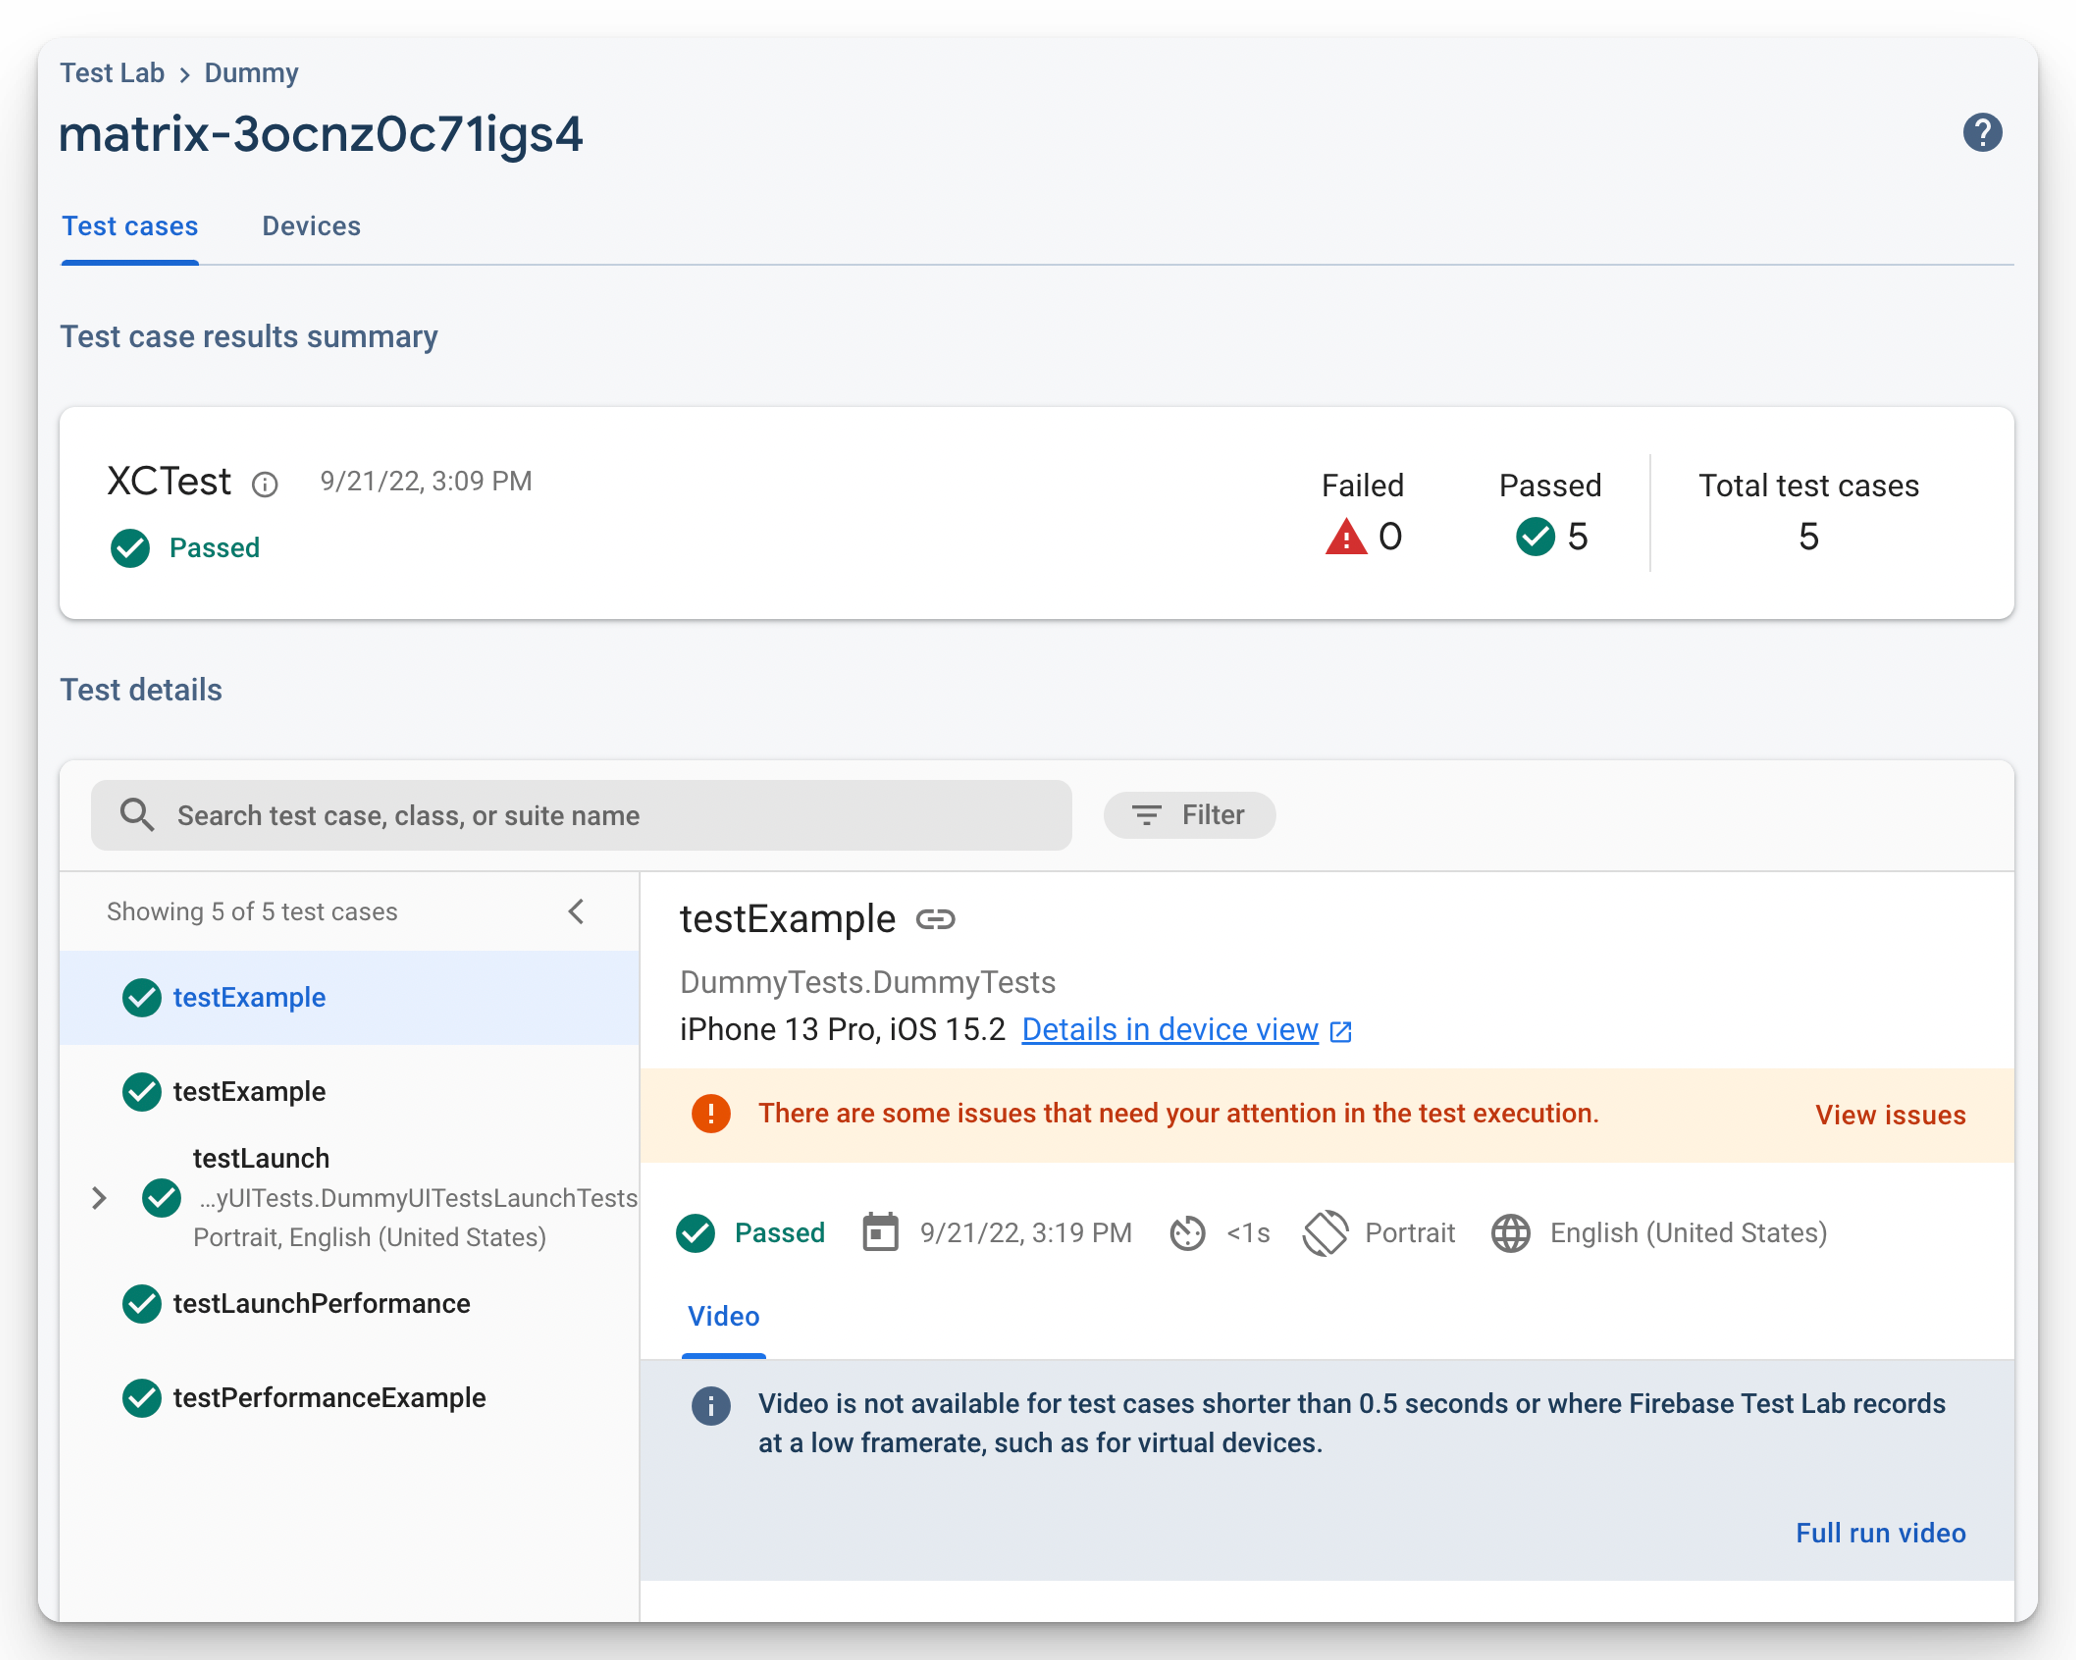 Test Lab > Dummy
matrix-3ocnz0c71igs4
Test cases Devices
Test case results summary
XCTest 9/21/22, 3:09 PM
Passed
Failed Passed Total test cases
0 5 5
Test details
Search test case, class, or suite name Filter
Showing 5 of 5 test cases
testExample
testExample
testLaunch
...yUITests.DummyUITestsLaunchTests
Portrait, English (United States)
testLaunchPerformance
testPerformanceExample
testExample
DummyTests.DummyTests
iPhone 13 Pro, iOS 15.2 Details in device view
There are some issues that need your attention in the test execution. View issues
Passed 9/21/22, 3:19 PM <1s Portrait English (United States)
Video
Video is not available for test cases shorter than 0.5 seconds or where Firebase Test Lab records
at a low framerate, such as for virtual devices.
Full run video